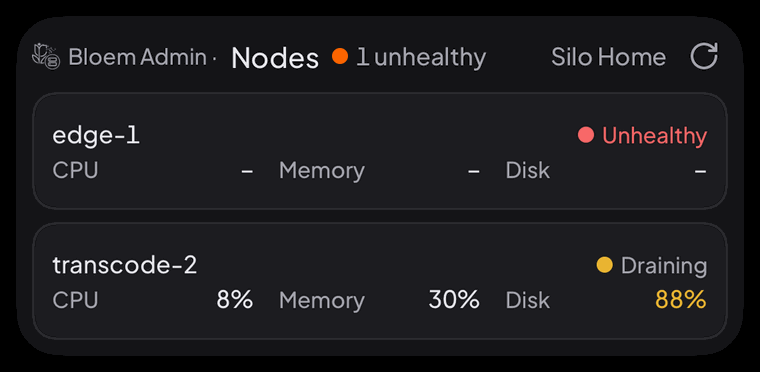 Bloem Admin · Nodes 1 unhealthy Silo Home
edge-1 Unhealthy
CPU – Memory – Disk –
transcode-2 Draining
CPU 8% Memory 30% Disk 88%